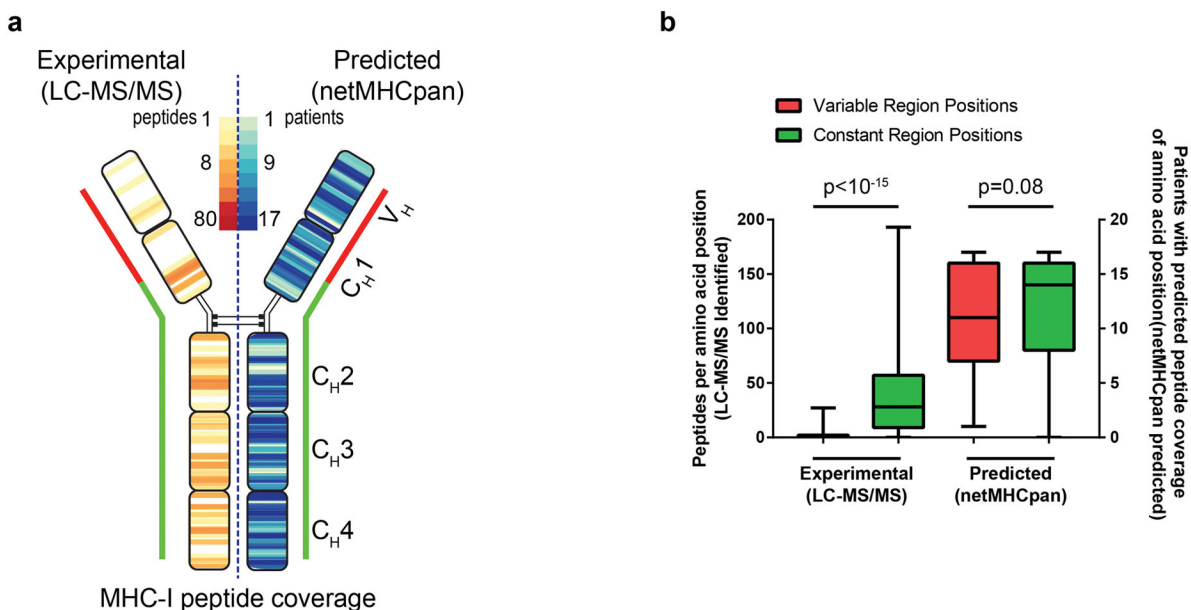 a
Experimental
(LC-MS/MS)
Predicted
(netMHCpan)
peptides 1
1 patients
8
9
80
17
V H
C H 1
C H 2
C H 3
C H 4
MHC-I peptide coverage
b
Variable Region Positions
Constant Region Positions
p<10-15
p=0.08
Peptides per amino acid position
(LC-MS/MS Identified)
200
150
100
50
0
20
15
10
5
0
Patients with predicted peptide coverage
of amino acid position(netMHCpan predicted)
Experimental
(LC-MS/MS)
Predicted
(netMHCpan)